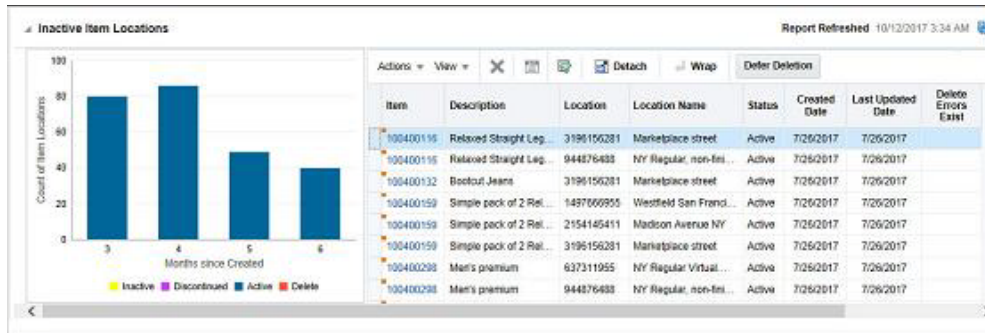 Inactive Item Locations
Report Refreshed 10/12/2017 3:34 AM
100
80
60
40
20
0
Count of Item Locations
3 4 5 6
Months since Created
Inactive Discontinued Active Delete
Actions View Detach Wrap Defer Deletion
Item Description Location Location Name Status Created Date Last Updated Date Delete Errors Exist
100400116 Relaxed Straight Leg... 3196156281 Marketplace street Active 7/26/2017 7/26/2017
100400116 Relaxed Straight Leg... 944876488 NY Regular, non-fini... Active 7/26/2017 7/26/2017
100400132 Bootcut Jeans 3196156281 Marketplace street Active 7/26/2017 7/26/2017
100400159 Simple pack of 2 Rel... 1497666955 Westfield San Franci... Active 7/26/2017 7/26/2017
100400159 Simple pack of 2 Rel... 2154145411 Madison Avenue NY Active 7/26/2017 7/26/2017
100400159 Simple pack of 2 Rel... 3196156281 Marketplace street Active 7/26/2017 7/26/2017
100400298 Men's premium 637311955 NY Regular Virtual... Active 7/26/2017 7/26/2017
100400298 Men's premium 944876488 NY Regular, non-fini... Active 7/26/2017 7/26/2017